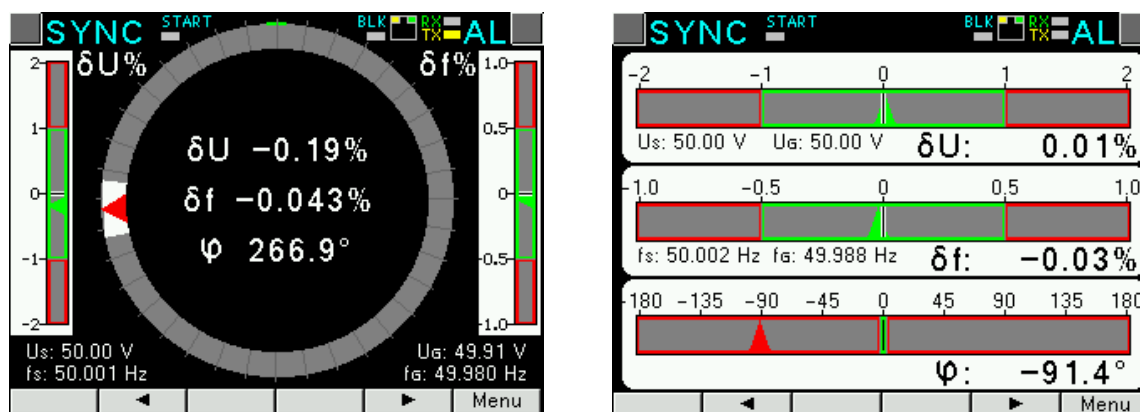 SYNC START BLK RX TX AL
δU% δf%
2 1.0
1 0.5
0 0
-1 -0.5
-2 -1.0
δU -0.19%
δf -0.043%
φ 266.9°
Us: 50.00 V UG: 49.91 V
fs: 50.001 Hz fG: 49.980 Hz
◄ ► Menu
SYNC START BLK RX TX AL
-2 -1 0 1 2
Us: 50.00 V UG: 50.00 V δU: 0.01%
-1.0 -0.5 0 0.5 1.0
fs: 50.002 Hz fG: 49.988 Hz δf: -0.03%
-180 -135 -90 -45 0 45 90 135 180
φ: -91.4°
◄ ► Menu